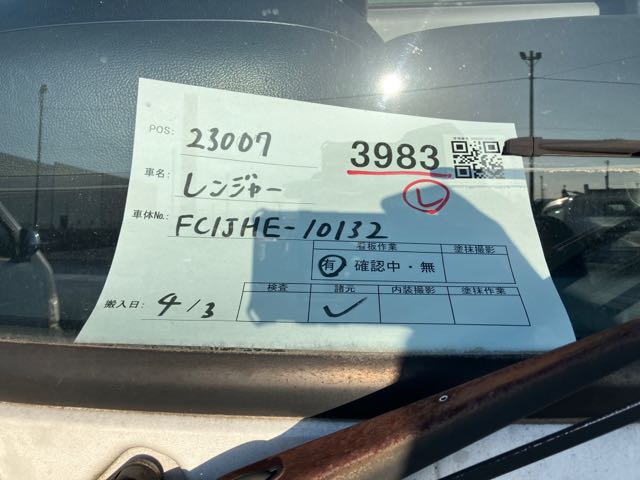 POS: 23007
3983
L
車名: レンジャー
車体No. FC1JHE-10132
看板作業 塗抹撮影
有・確認中・無
検査 諸元 内装撮影 塗抹作業
搬入日: 4/3 ✓